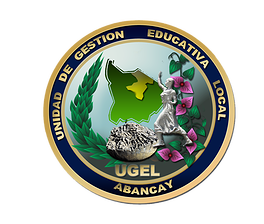 UNIDAD DE GESTION EDUCATIVA LOCAL
UGEL
ABANCAY